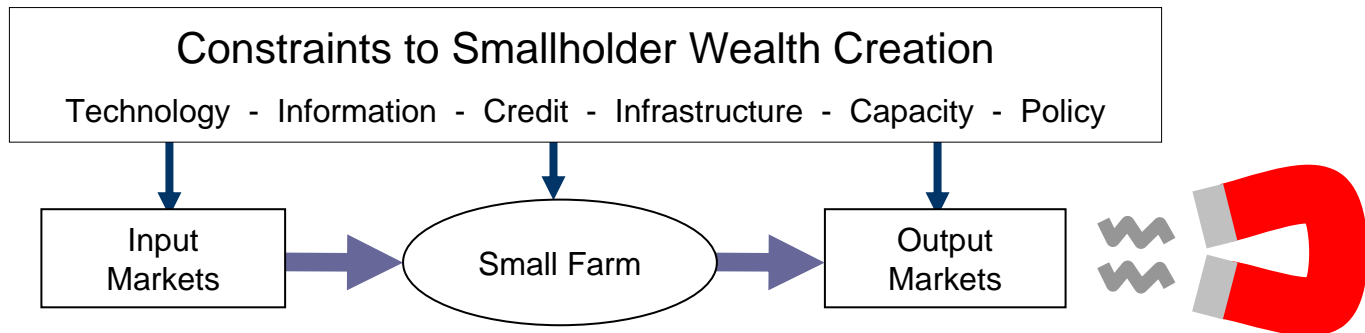 Constraints to Smallholder Wealth Creation
Technology - Information - Credit - Infrastructure - Capacity - Policy
Input
Markets
Small Farm
Output
Markets